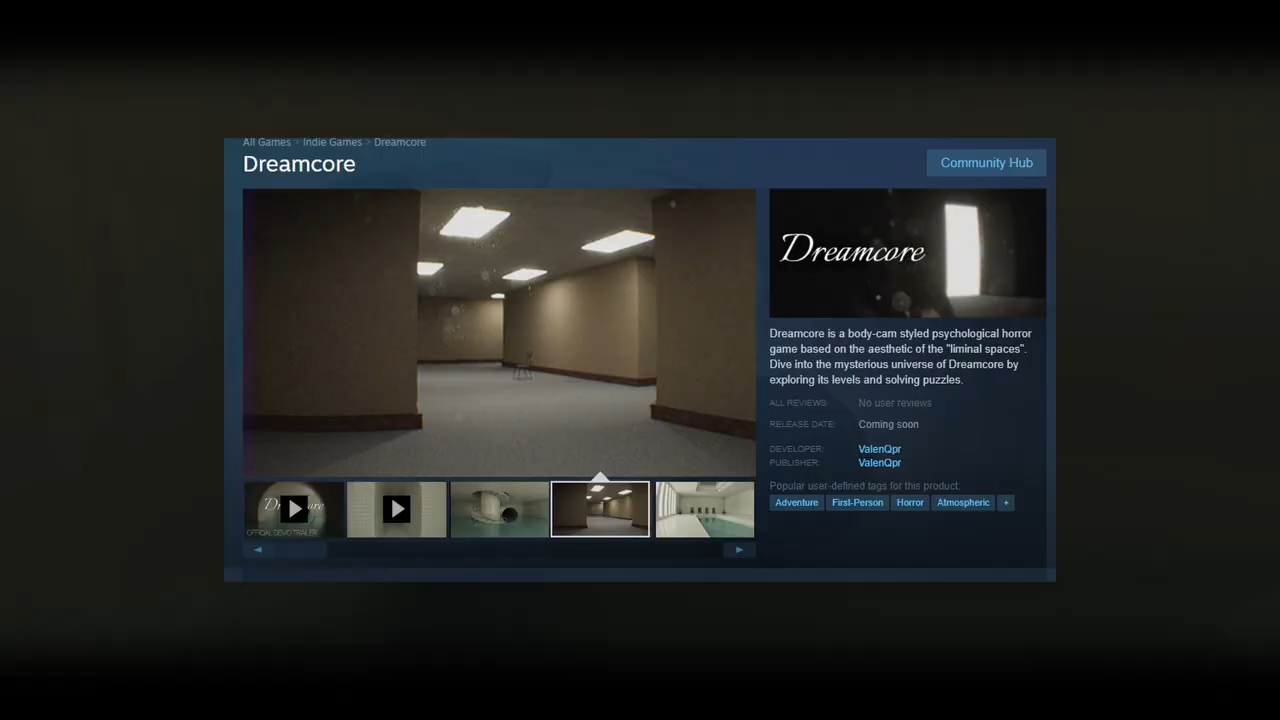 All Games > Indie Games > Dreamcore
Dreamcore
Community Hub
Dreamcore
Dreamcore is a body-cam styled psychological horror
game based on the aesthetic of the "liminal spaces".
Dive into the mysterious universe of Dreamcore by
exploring its levels and solving puzzles.
ALL REVIEWS: No user reviews
RELEASE DATE: Coming soon
DEVELOPER: ValenQpr
PUBLISHER: ValenQpr
Popular user-defined tags for this product:
Adventure First-Person Horror Atmospheric +
OFFICIAL DEMO TRAILER